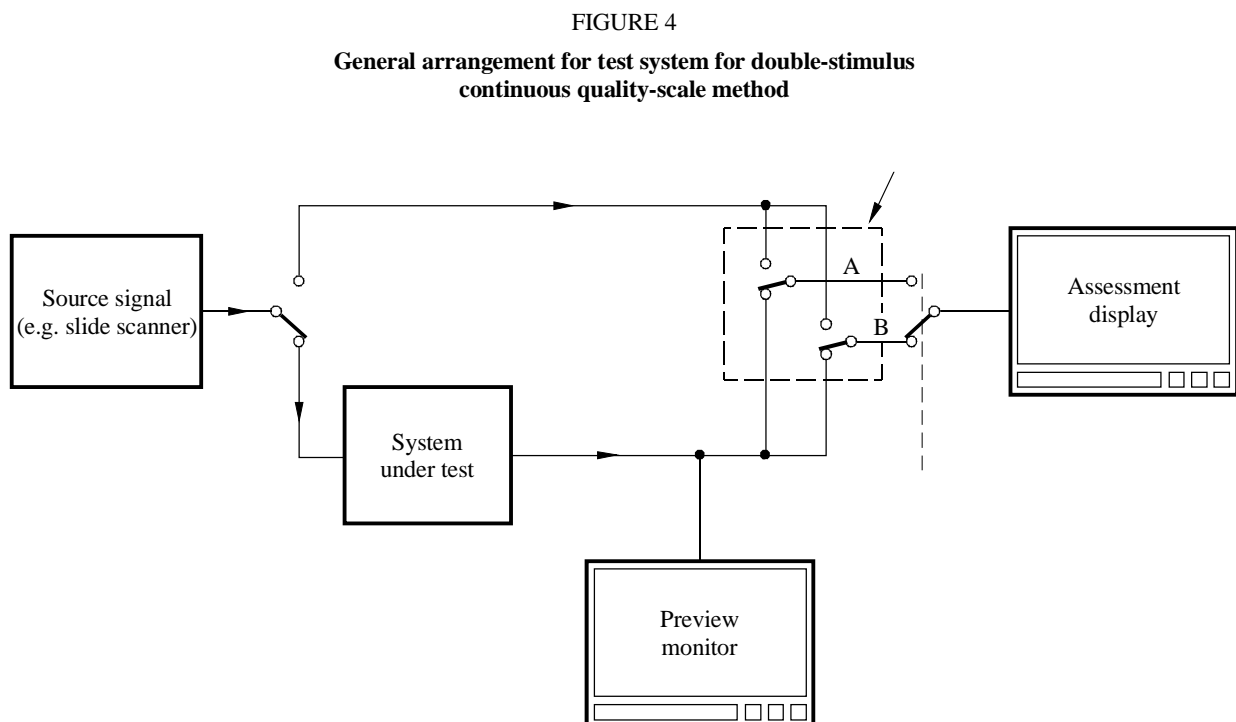 FIGURE 4
General arrangement for test system for double-stimulus
continuous quality-scale method
Source signal
(e.g. slide scanner)
A
B
Assessment
display
System
under test
Preview
monitor